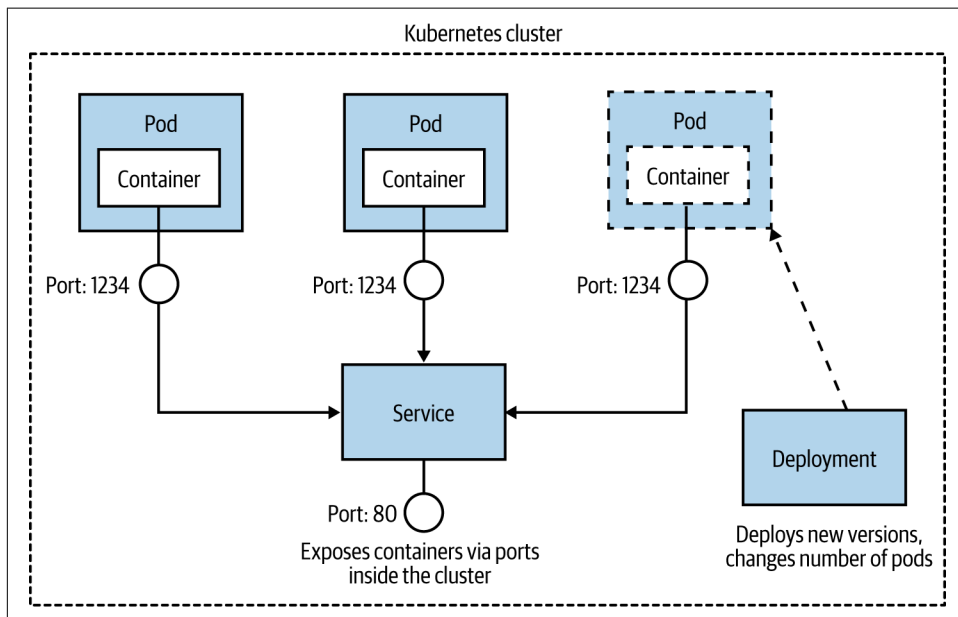 Kubernetes cluster
Pod
Container
Port: 1234
Pod
Container
Port: 1234
Pod
Container
Port: 1234
Service
Port: 80
Exposes containers via ports
inside the cluster
Deployment
Deploys new versions,
changes number of pods